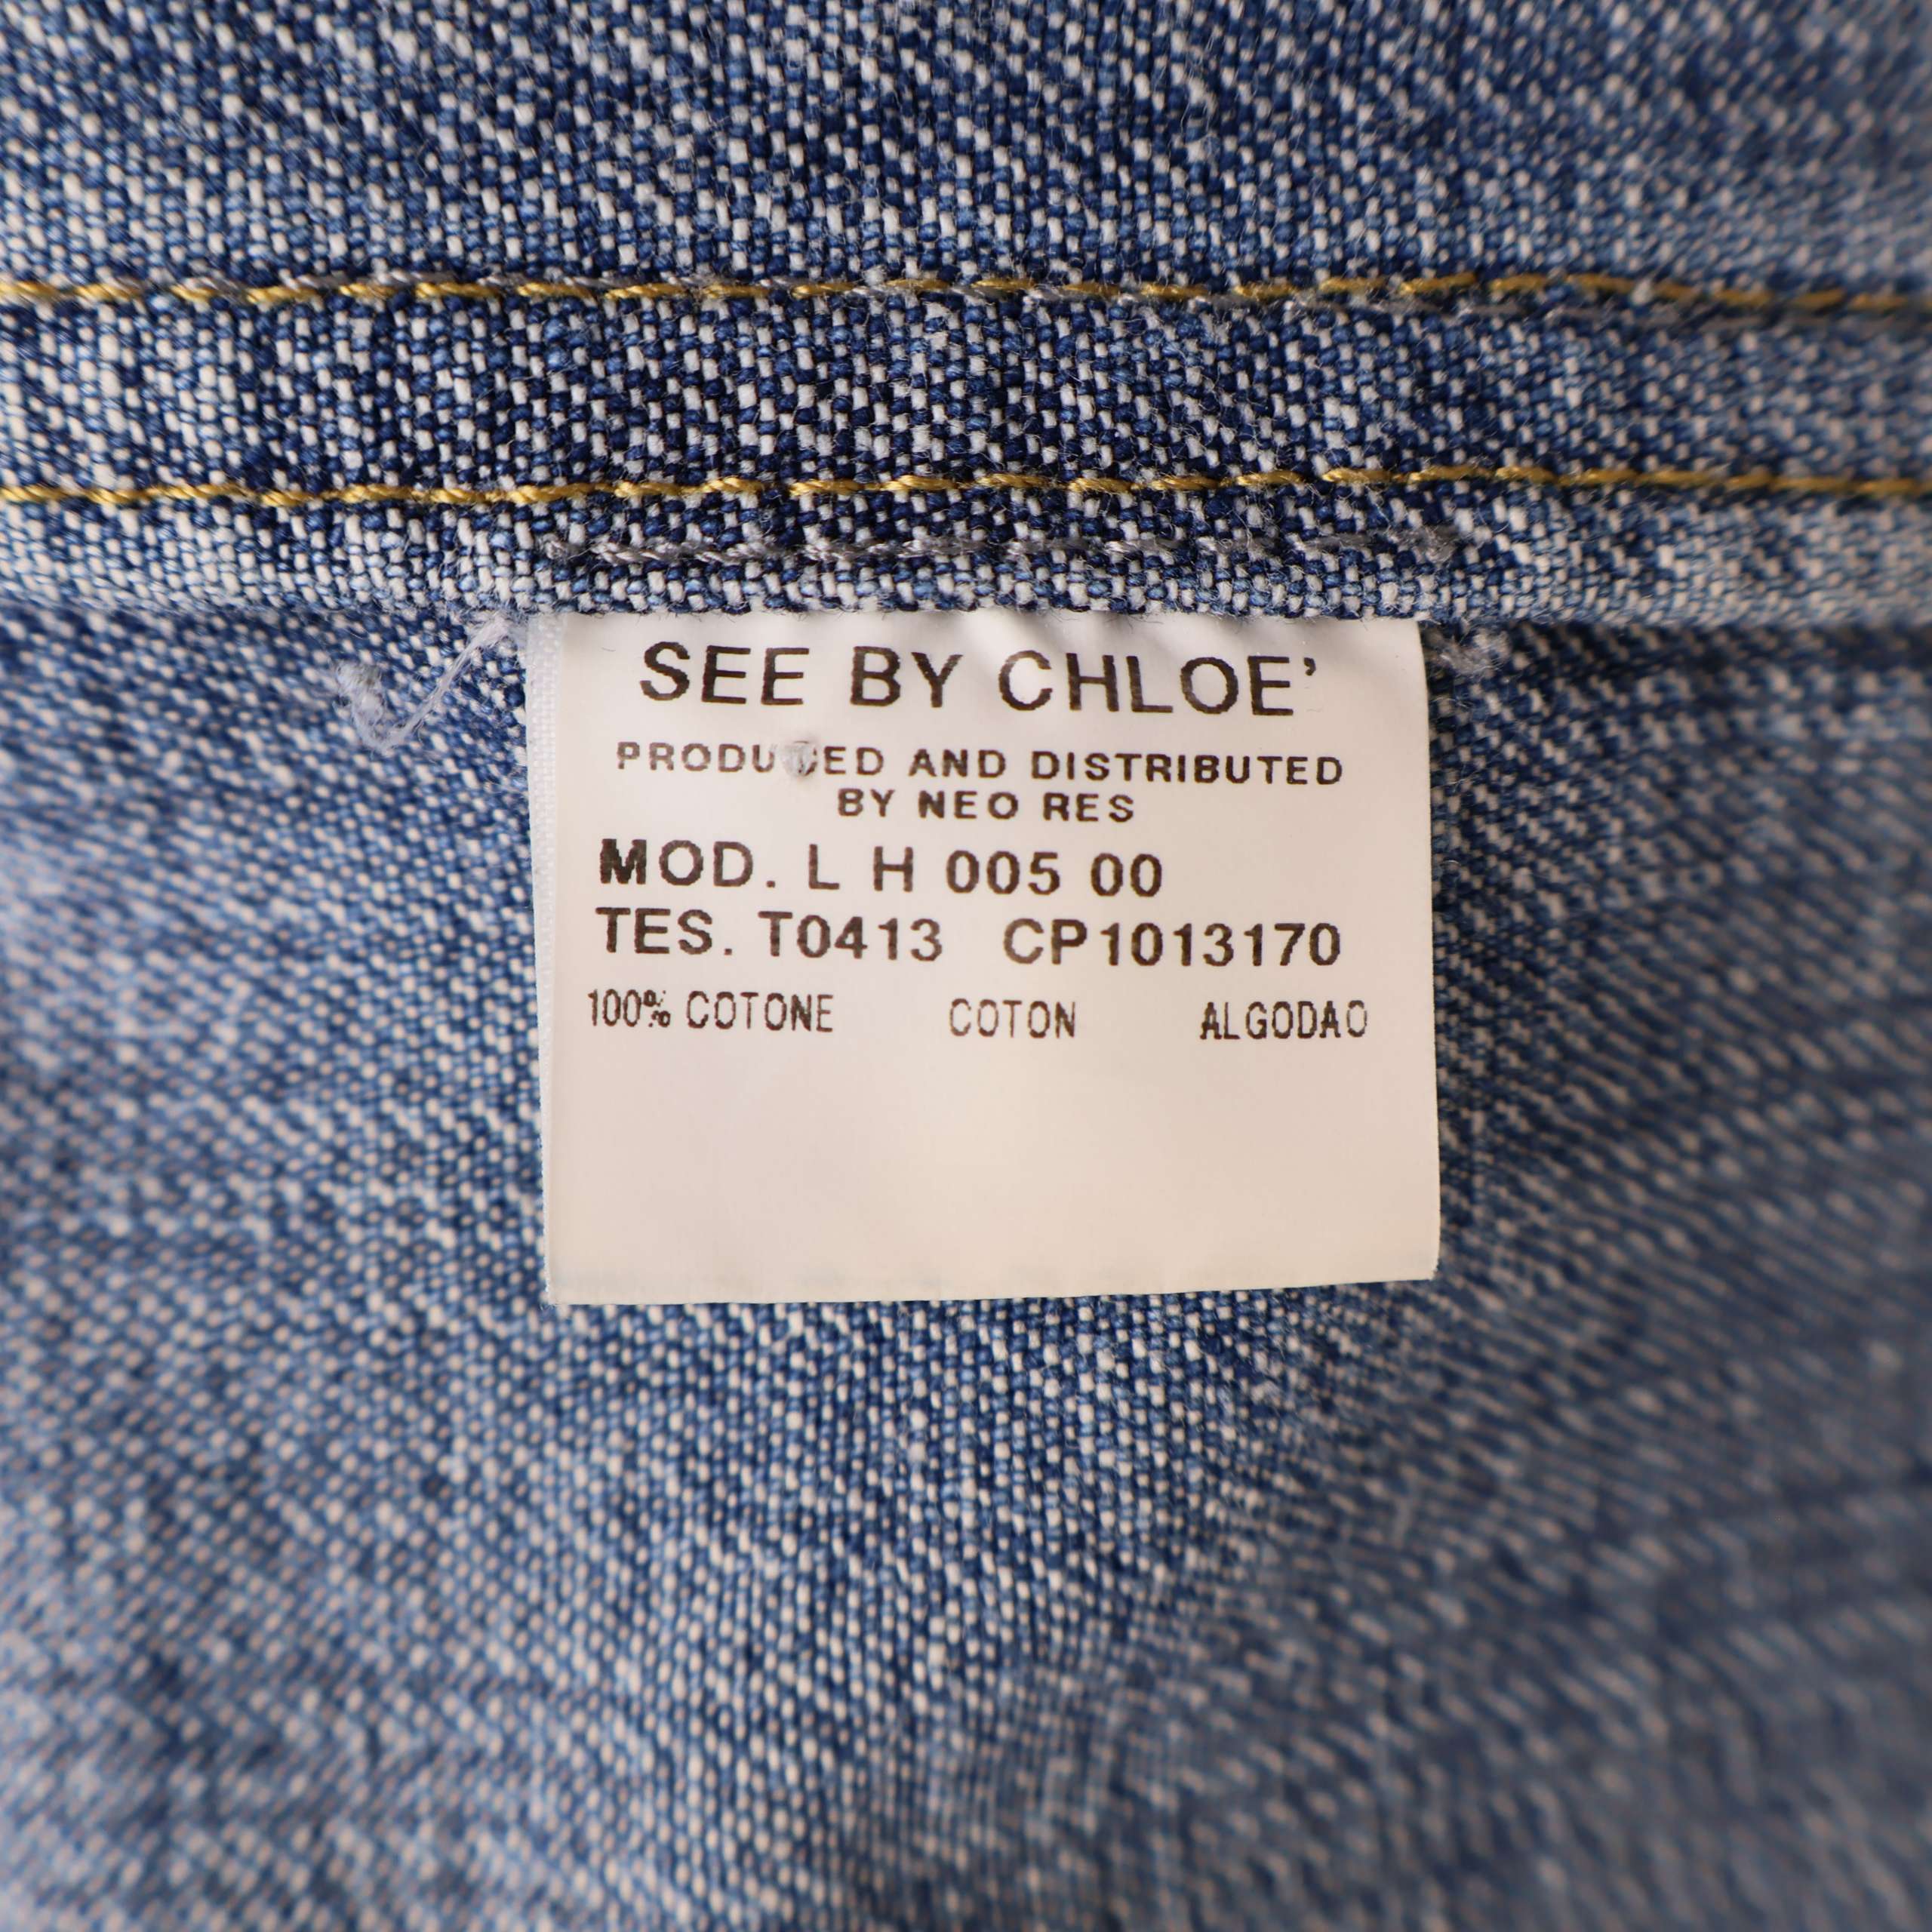 SEE BY CHLOE'
PRODUCED AND DISTRIBUTED
BY NEO RES
MOD. L H 005 00
TES. T0413 CP1013170
100% COTONE COTON ALGODAO